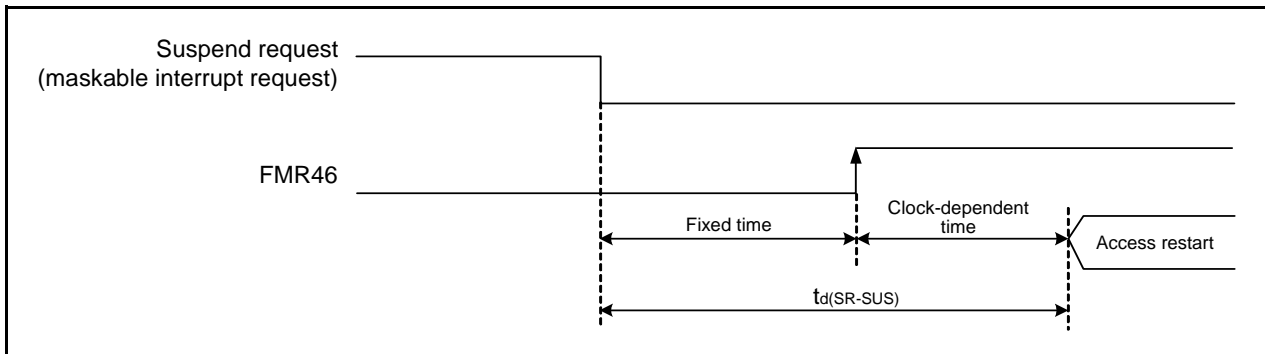 Suspend request
(maskable interrupt request)
FMR46
Fixed time
Clock-dependent
time
Access restart
td(SR-SUS)